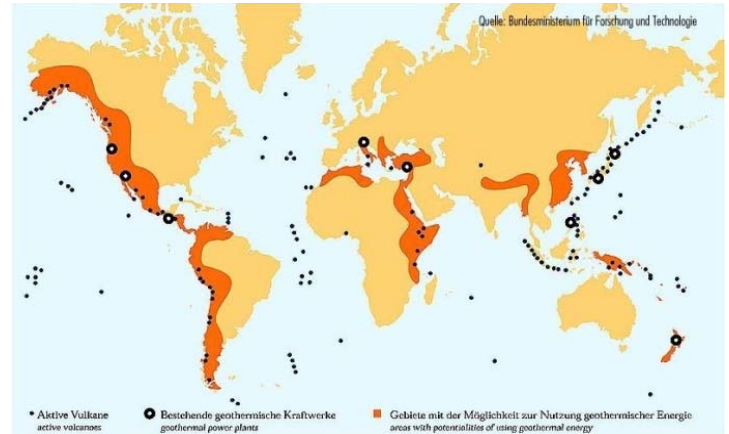 Quelle: Bundesministerium für Forschung und Technologie
Aktive Vulkane
active volcanoes
Bestehende geothermische Kraftwerke
geothermal power plants
Gebiete mit der Möglichkeit zur Nutzung geothermischer Energie
areas with potentialities of using geothermal energy